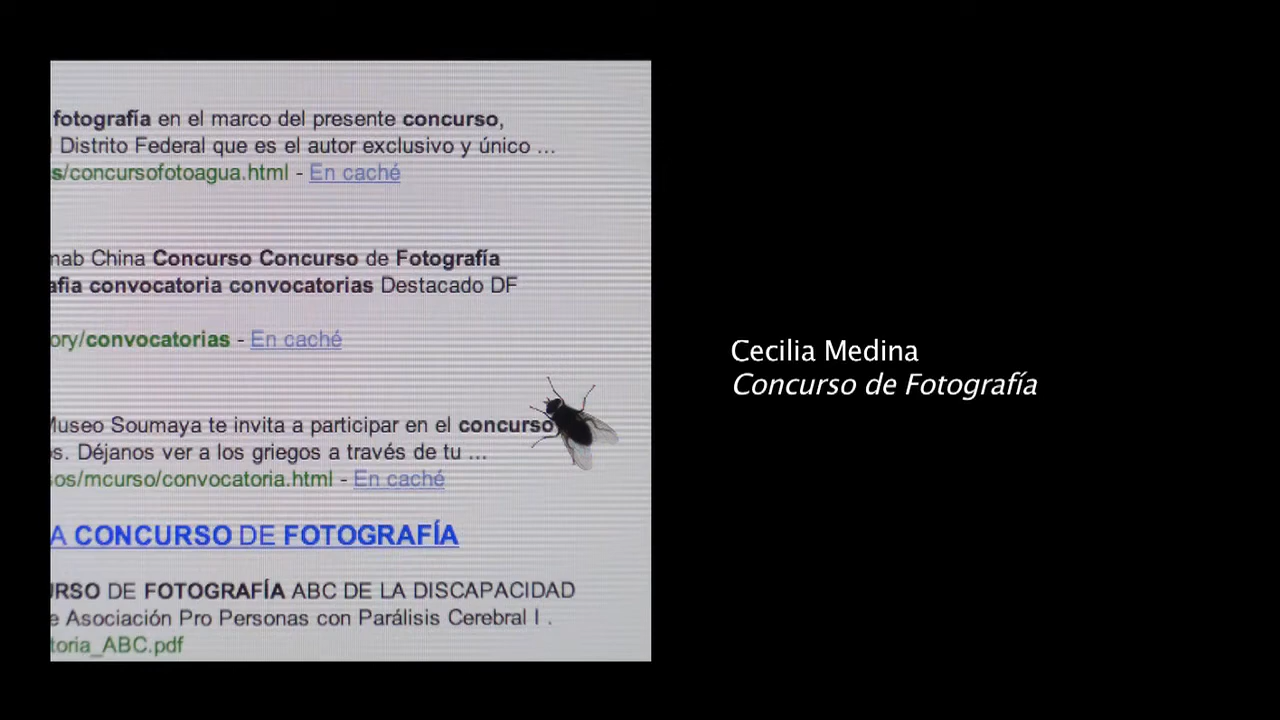 fotografía en el marco del presente concurso,
Distrito Federal que es el autor exclusivo y único ...
s/concursofotoagua.html - En caché
nab China Concurso Concurso de Fotografía
afia convocatoria convocatorias Destacado DF
ory/convocatorias - En caché
Museo Soumaya te invita a participar en el concurso
s. Déjanos ver a los griegos a través de tu ...
sos/mcurso/convocatoria.html - En caché
A CONCURSO DE FOTOGRAFÍA
URSO DE FOTOGRAFÍA ABC DE LA DISCAPACIDAD
e Asociación Pro Personas con Parálisis Cerebral I .
toria_ABC.pdf
Cecilia Medina
Concurso de Fotografía